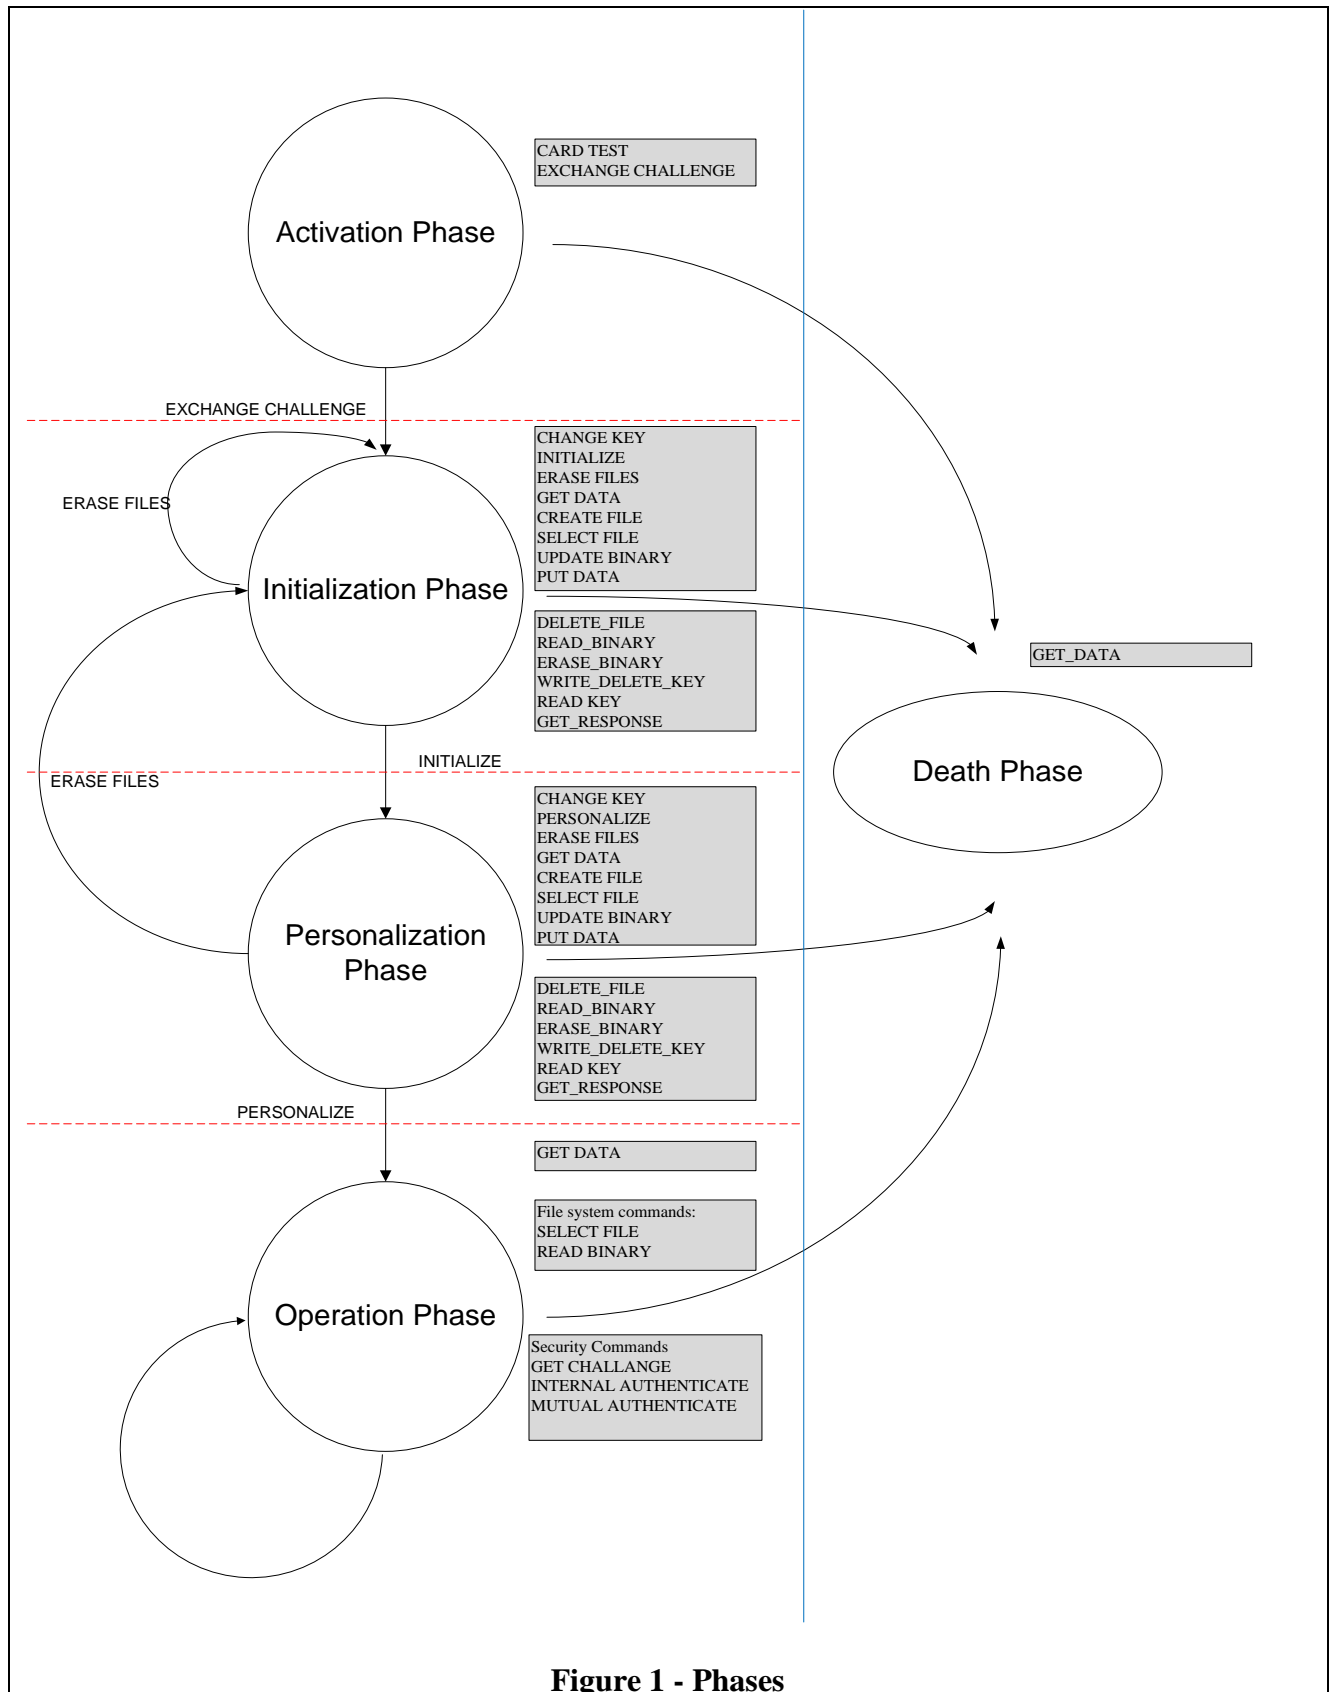 CARD TEST
EXCHANGE CHALLENGE
Activation Phase
EXCHANGE CHALLENGE
CHANGE KEY
INITIALIZE
ERASE FILES
GET DATA
CREATE FILE
SELECT FILE
UPDATE BINARY
PUT DATA
ERASE FILES
Initialization Phase
DELETE_FILE
READ_BINARY
ERASE_BINARY
WRITE_DELETE_KEY
READ KEY
GET_RESPONSE
GET_DATA
Death Phase
INITIALIZE
ERASE FILES
CHANGE KEY
PERSONALIZE
ERASE FILES
GET DATA
CREATE FILE
SELECT FILE
UPDATE BINARY
PUT DATA
Personalization
Phase
DELETE_FILE
READ_BINARY
ERASE_BINARY
WRITE_DELETE_KEY
READ KEY
GET_RESPONSE
PERSONALIZE
GET DATA
File system commands:
SELECT FILE
READ BINARY
Operation Phase
Security Commands
GET CHALLANGE
INTERNAL AUTHENTICATE
MUTUAL AUTHENTICATE
Figure 1 - Phases